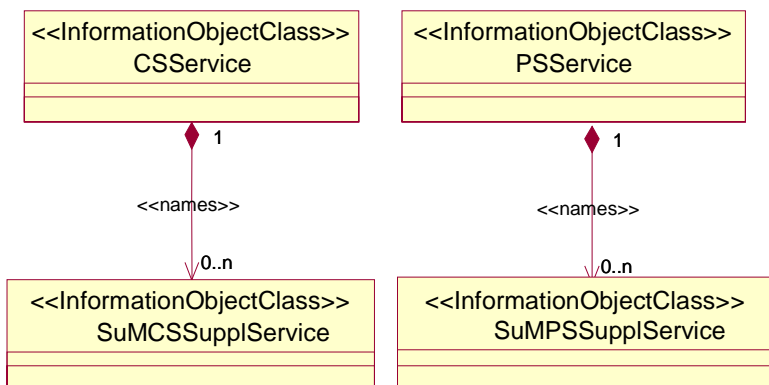 <<InformationObjectClass>>
CSService
<<InformationObjectClass>>
PSService
1
1
<<names>>
<<names>>
0..n
0..n
<<InformationObjectClass>>
SuMCSSupplService
<<InformationObjectClass>>
SuMPSSupplService